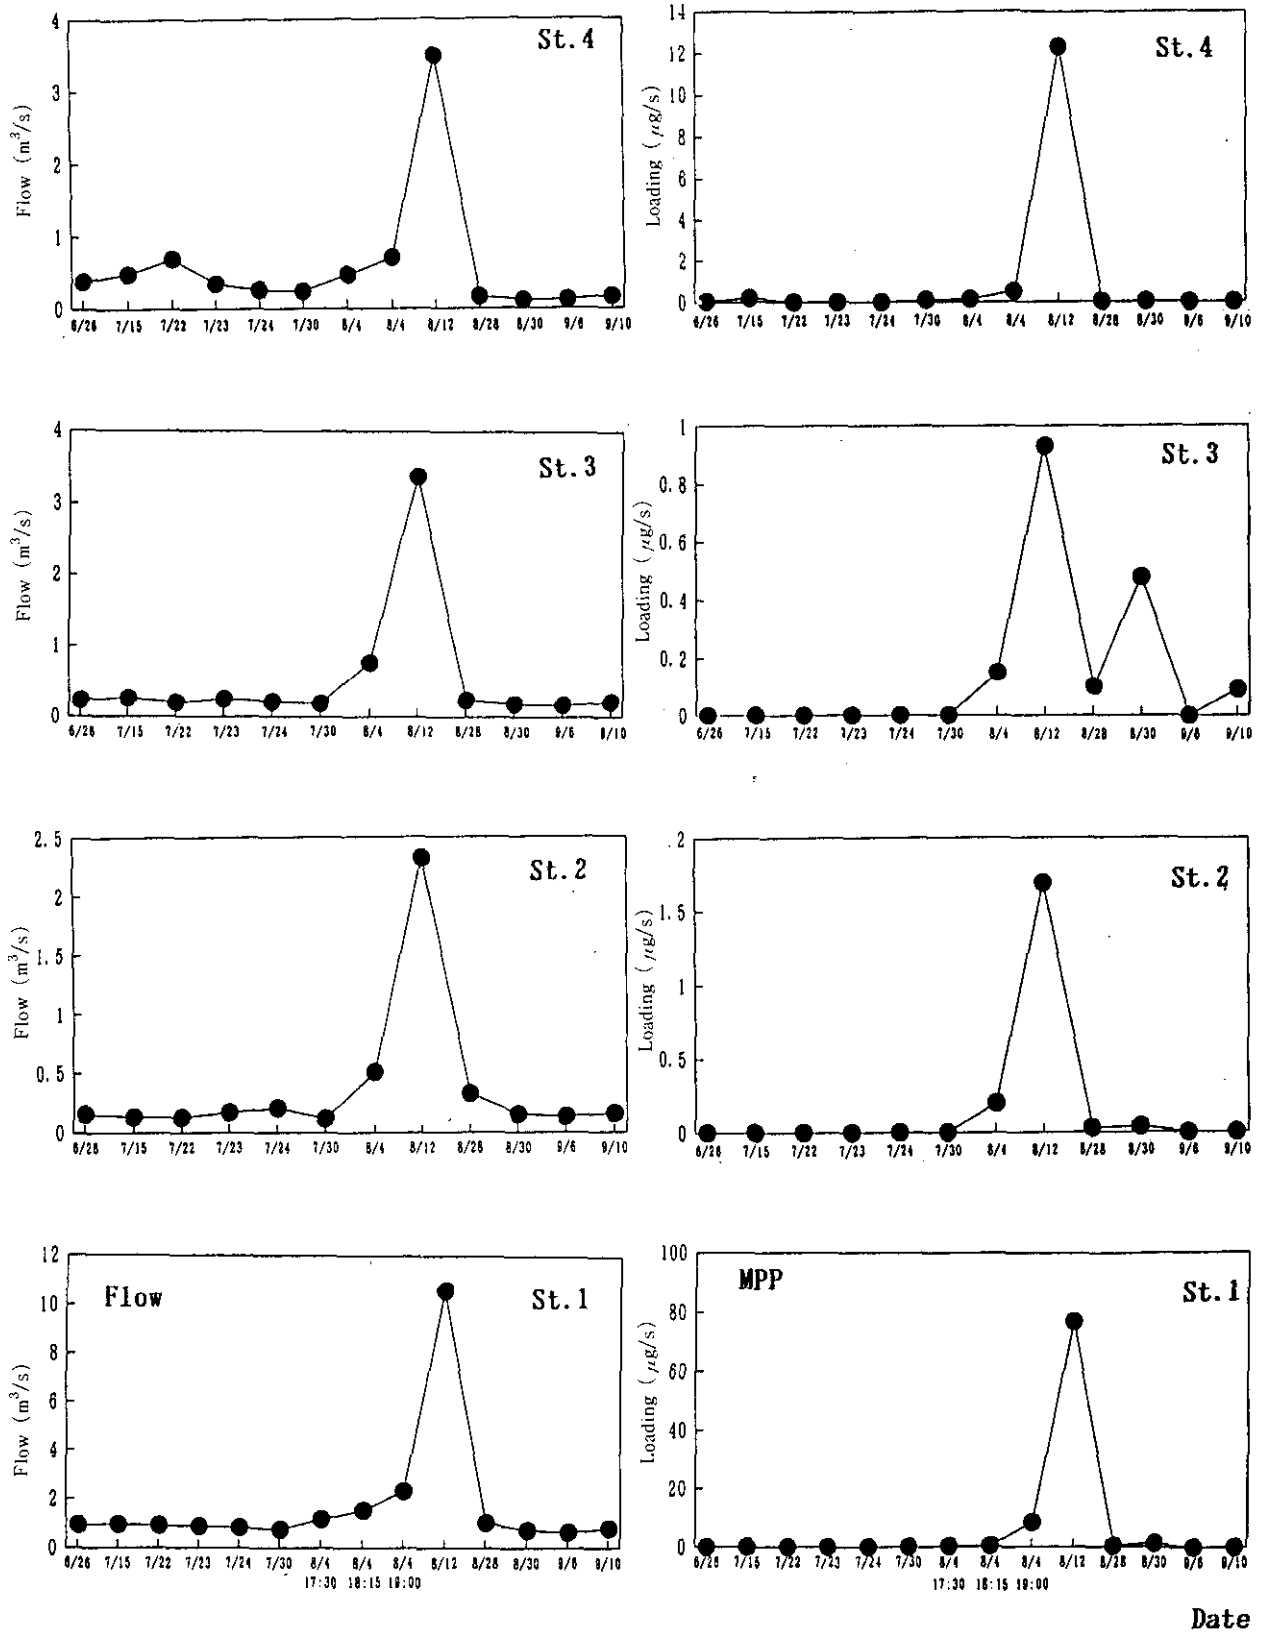 St.4
Flow (m³/s)
4
3
2
1
0
6/26 7/15 7/22 7/23 7/24 7/30 8/4 8/4 8/12 8/28 8/30 9/6 9/10
St.4
Loading (μg/s)
14
12
10
8
6
4
2
0
6/26 7/15 7/22 7/23 7/24 7/30 8/4 8/4 8/12 8/28 8/30 9/6 9/10
St.3
Flow (m³/s)
4
3
2
1
0
6/26 7/15 7/22 7/23 7/24 7/30 8/4 8/12 8/28 8/30 9/6 9/10
St.3
Loading (μg/s)
1
0.8
0.6
0.4
0.2
0
6/26 7/15 7/22 7/23 7/24 7/30 8/4 8/12 8/28 8/30 9/6 9/10
St.2
Flow (m³/s)
2.5
2
1.5
1
0.5
0
6/26 7/15 7/22 7/23 7/24 7/30 8/4 8/12 8/28 8/30 9/6 9/10
St.2
Loading (μg/s)
2
1.5
1
0.5
0
6/26 7/15 7/22 7/23 7/24 7/30 8/4 8/12 8/28 8/30 9/6 9/10
Flow
St.1
Flow (m³/s)
12
10
8
6
4
2
0
6/26 7/15 7/22 7/23 7/24 7/30 8/4 8/4 8/4 8/12 8/28 8/30 9/6 9/10
17:30 18:15 19:00
MPP
St.1
Loading (μg/s)
100
80
60
40
20
0
6/26 7/15 7/22 7/23 7/24 7/30 8/4 8/4 8/4 8/12 8/28 8/30 9/6 9/10
17:30 18:15 19:00
Date